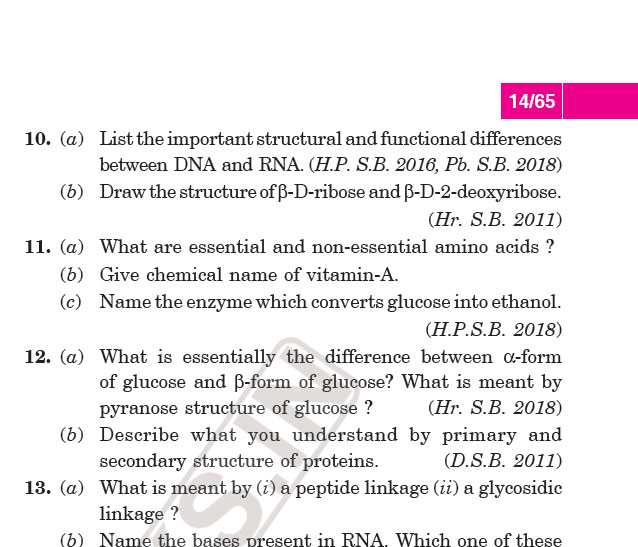 14/65
10. (a) List the important structural and functional differences
between DNA and RNA. (H.P. S.B. 2016, Pb. S.B. 2018)
(b) Draw the structure of β-D-ribose and β-D-2-deoxyribose.
(Hr. S.B. 2011)
11. (a) What are essential and non-essential amino acids ?
(b) Give chemical name of vitamin-A.
(c) Name the enzyme which converts glucose into ethanol.
(H.P.S.B. 2018)
12. (a) What is essentially the difference between α-form
of glucose and β-form of glucose? What is meant by
pyranose structure of glucose ? (Hr. S.B. 2018)
(b) Describe what you understand by primary and
secondary structure of proteins. (D.S.B. 2011)
13. (a) What is meant by (i) a peptide linkage (ii) a glycosidic
linkage ?
(b) Name the bases present in RNA. Which one of these
S.IN